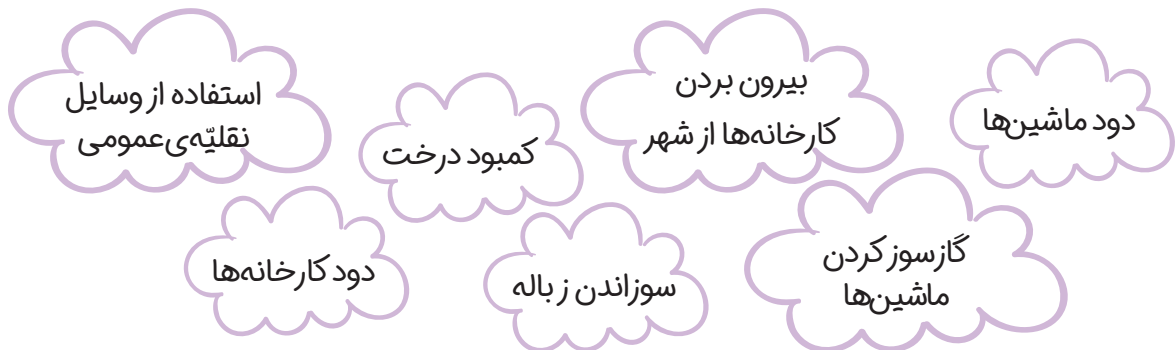 دود ماشین‌ها
بیرون بردن
کارخانه‌ها از شهر
کمبود درخت
استفاده از وسایل
نقلیّه‌ی عمومی
گازسوز کردن
ماشین‌ها
سوزاندن زباله
دود کارخانه‌ها